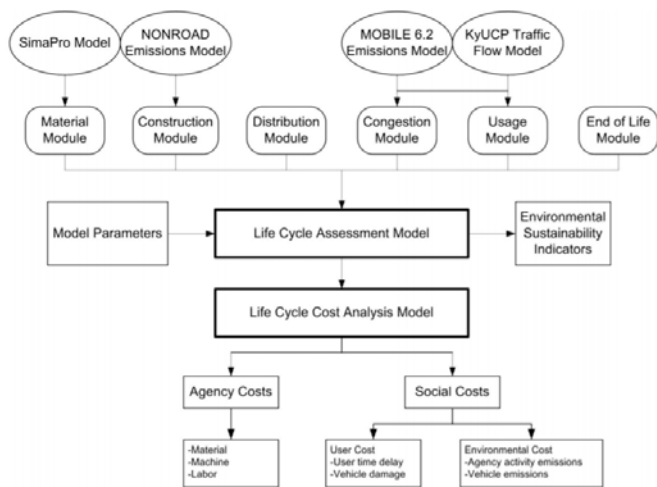 SimaPro Model
NONROAD
Emissions Model
MOBILE 6.2
Emissions Model
KyUCP Traffic
Flow Model
Material
Module
Construction
Module
Distribution
Module
Congestion
Module
Usage
Module
End of Life
Module
Model Parameters
Life Cycle Assessment Model
Environmental
Sustainability
Indicators
Life Cycle Cost Analysis Model
Agency Costs
Social Costs
-Material
-Machine
-Labor
User Cost
-User time delay
-Vehicle damage
Environmental Cost
-Agency activity emissions
-Vehicle emissions